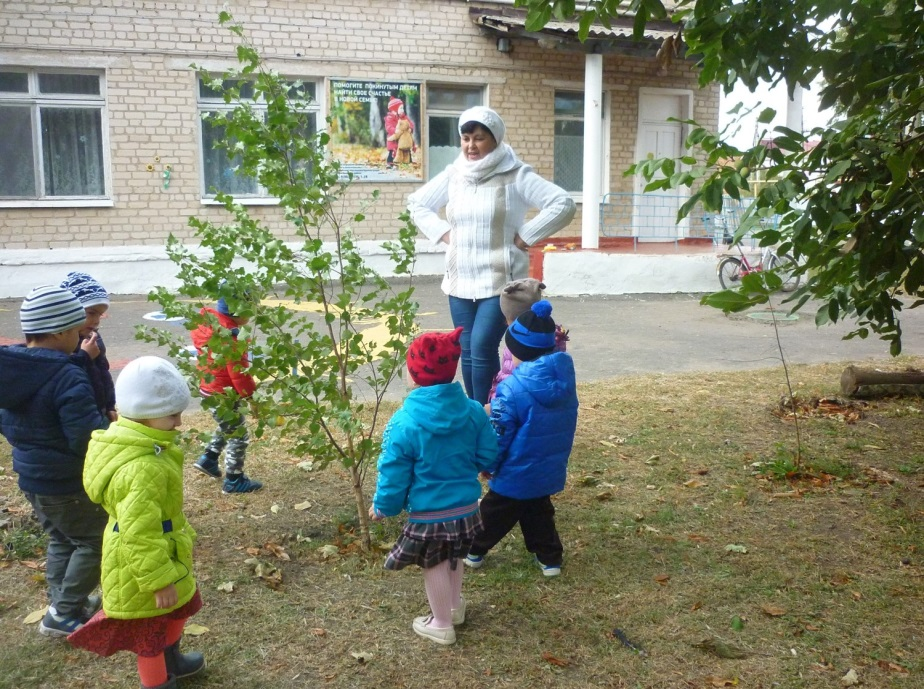 ПОМОГИТЕ ПОКИНУТЫМ ДЕТЯМ
НАЙТИ СВОЕ СЧАСТЬЕ
В НОВОЙ СЕМЬЕ!